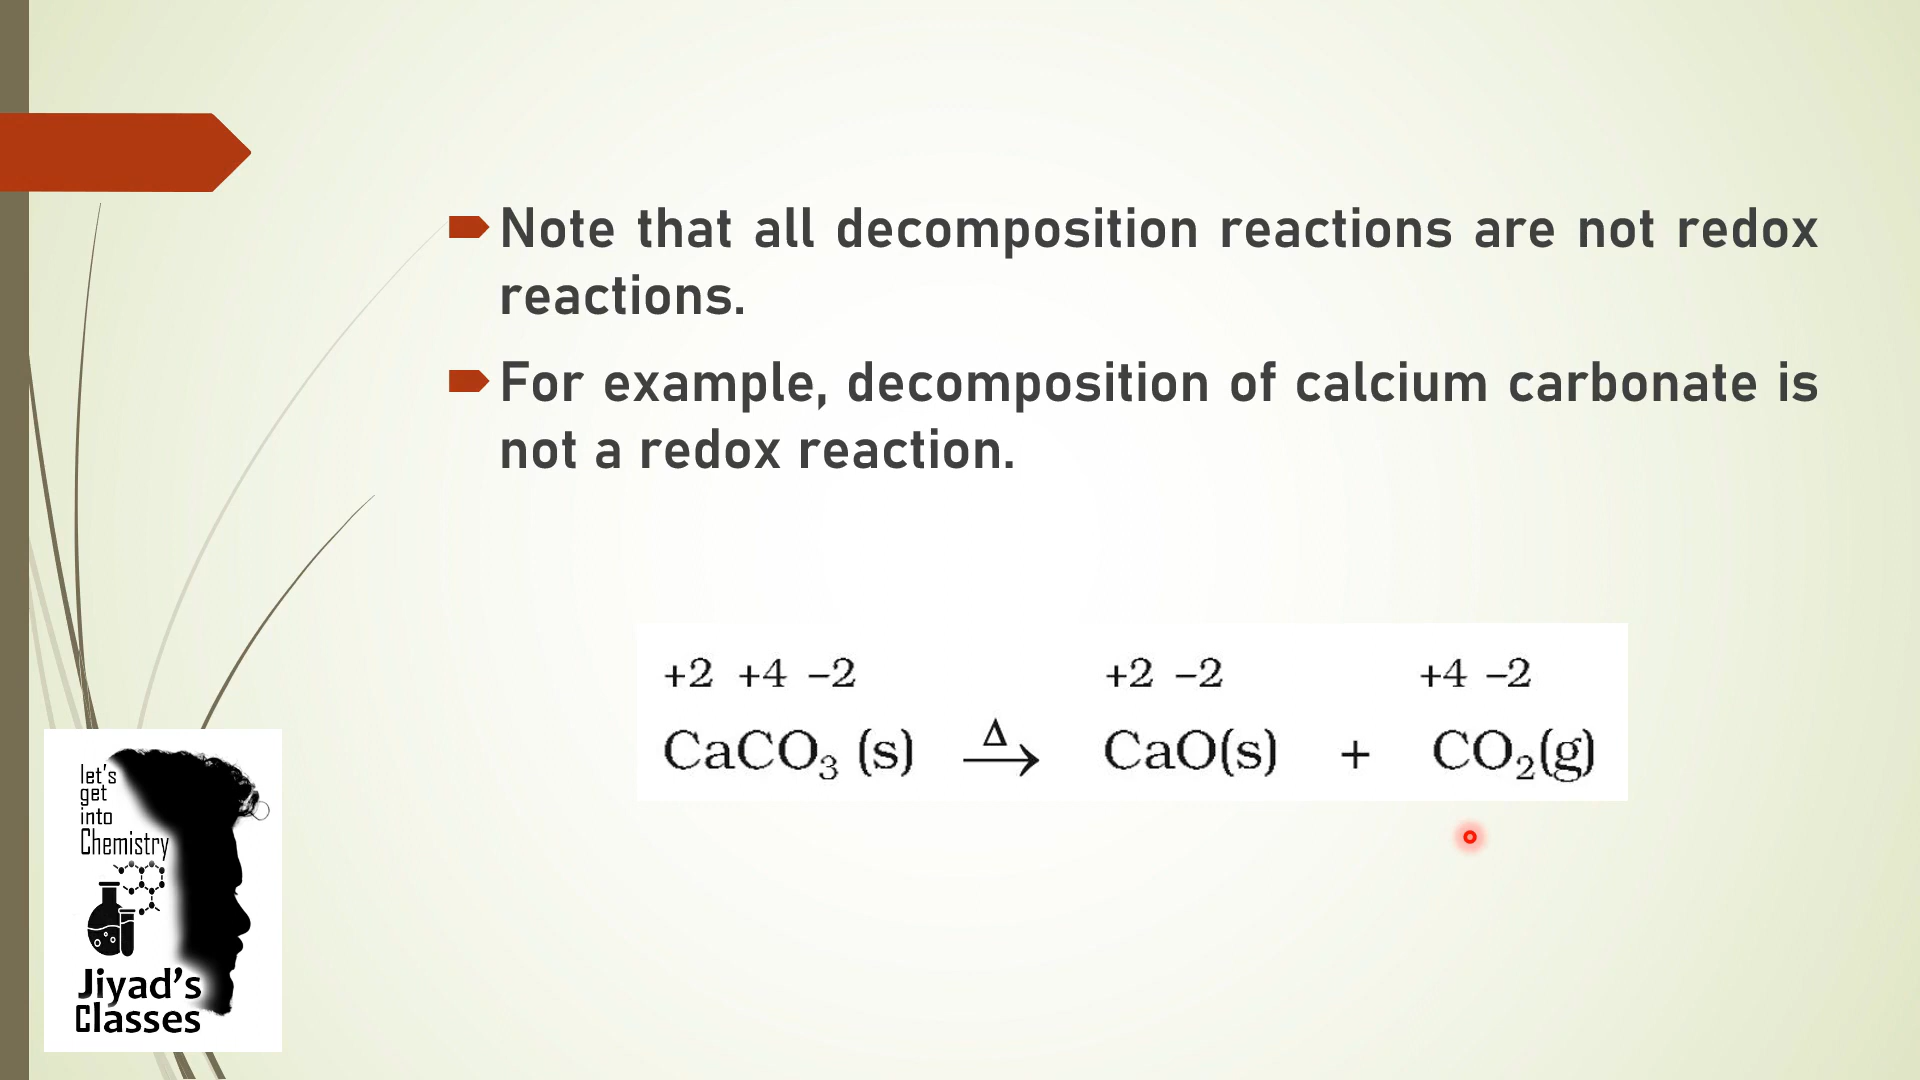 Note that all decomposition reactions are not redox
reactions.
For example, decomposition of calcium carbonate is
not a redox reaction.
+2 +4 –2 +2 –2 +4 –2
CaCO₃ (s) Δ→ CaO(s) + CO₂(g)
let's
get
into
Chemistry
Jiyad's
Classes